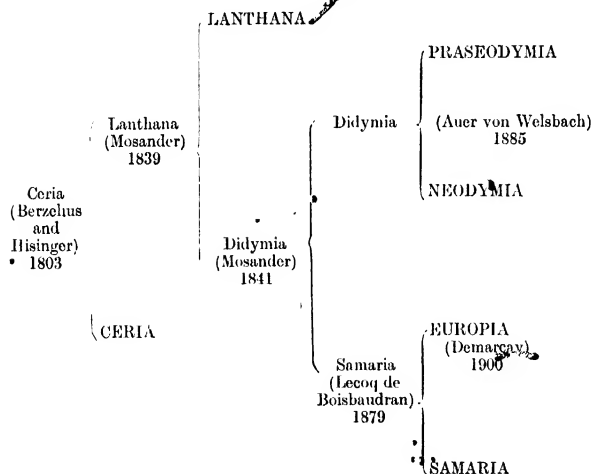 LANTHANA
PRASEODYMIA
Lanthana
(Mosander)
1839
Didymia
(Auer von Welsbach)
1885
NEODYMIA
Ceria
(Berzelius
and
Hisinger)
1803
Didymia
(Mosander)
1841
CERIA
EUROPIA
(Demarçay)
1900
Samaria
(Lecoq de
Boisbaudran)
1879
SAMARIA